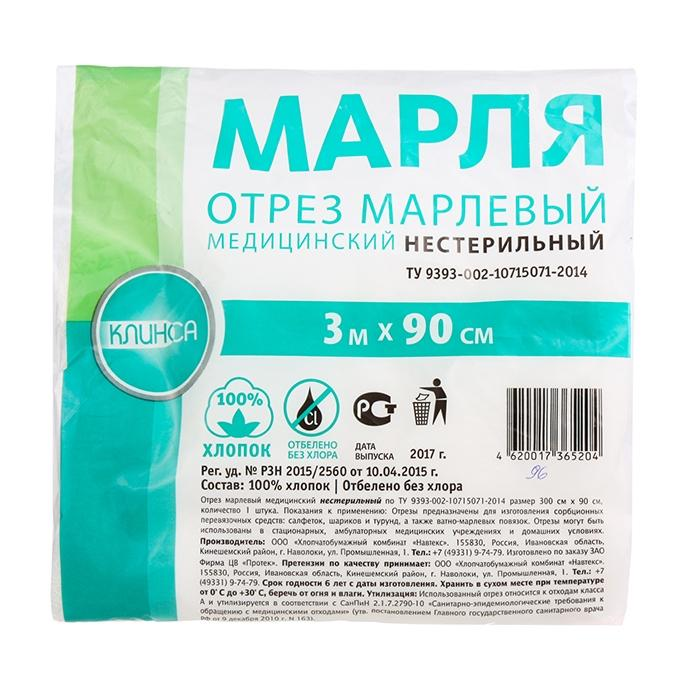 МАРЛЯ
ОТРЕЗ МАРЛЕВЫЙ
МЕДИЦИНСКИЙ НЕСТЕРИЛЬНЫЙ
ТУ 9393-002-10715071-2014
КЛИНСА
3 м х 90 см
100%
ХЛОПОК
Cl
ОТБЕЛЕНО
БЕЗ ХЛОРА
РСТ
ДАТА
ВЫПУСКА
2017 г.
4 620017 365204
96
Рег. уд. № РЗН 2015/2560 от 10.04.2015 г.
Состав: 100% хлопок | Отбелено без хлора
Отрез марлевый медицинский нестерильный по ТУ 9393-002-10715071-2014 размер 300 см х 90 см,
количество 1 штука. Показания к применению: Отрезы предназначены для изготовления сорбционных
перевязочных средств: салфеток, шариков и турунд, а также ватно-марлевых повязок. Отрезы могут быть
использованы в стационарных, амбулаторных медицинских учреждениях и домашних условиях.
Производитель: ООО «Хлопчатобумажный комбинат «Навтекс», 155830, Россия, Ивановская область,
Кинешемский район, г. Наволоки, ул. Промышленная, 1. Тел.: +7 (49331) 9-74-79. Изготовлено по заказу ЗАО
Фирма ЦВ «Протек». Претензии по качеству принимает: ООО «Хлопчатобумажный комбинат «Навтекс».
155830, Россия, Ивановская область, Кинешемский район, г. Наволоки, ул. Промышленная, 1. Тел.: +7
(49331) 9-74-79. Срок годности 6 лет с даты изготовления. Хранить в сухом месте при температуре
от 0˚С до +30˚С, беречь от огня и влаги. Утилизация: Использованный отрез относится к отходам класса
А и утилизируется в соответствии с СанПиН 2.1.7.2790-10 «Санитарно-эпидемиологические требования к
обращению с медицинскими отходами» (утв. постановлением Главного государственного санитарного врача
РФ от 9 декабря 2010 г. N 163).